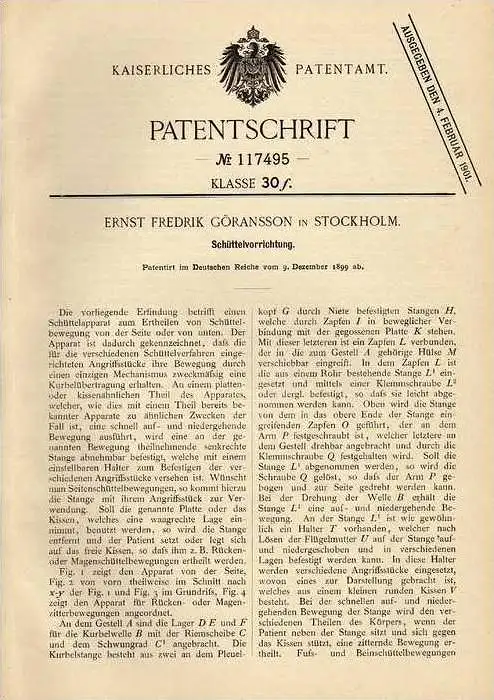 KAISERLICHES PATENTAMT.
AUSGEGEBEN DEN 4. FEBRUAR 1901.
PATENTSCHRIFT
— № 117495 —
KLASSE 30 f.
ERNST FREDRIK GÖRANSSON IN STOCKHOLM.
Schüttelvorrichtung.
Patentirt im Deutschen Reiche vom 9. Dezember 1899 ab.
Die vorliegende Erfindung betrifft einen
Schüttelapparat zum Ertheilen von Schüttel-
bewegung von der Seite oder von unten. Der
Apparat ist dadurch gekennzeichnet, daß die
für die verschiedenen Schüttelverfahren ein-
gerichteten Angriffsstücke ihre Bewegung durch
einen einzigen Mechanismus zweckmäßig eine
Kurbelübertragung erhalten. An einem platten-
oder kissenähnlichen Theil des Apparates,
welcher, wie dies mit einem Theil bereits be-
kannter Apparate zu ähnlichen Zwecken der
Fall ist, eine schnell auf- und niedergehende
Bewegung ausführt, wird eine an der ge-
nannten Bewegung theilnehmende senkrechte
Stange abnehmbar befestigt, welche mit einem
einstellbaren Halter zum Befestigen der ver-
schiedenen Angriffsstücke versehen ist. Wünscht
man Seitenschüttelbewegungen, so kommt hierzu
die Stange mit ihrem Angriffsstück zur Ver-
wendung. Soll die genannte Platte oder das
Kissen, welches eine waagrechte Lage ein-
nimmt, benutzt werden, so wird die Stange
entfernt und der Patient setzt oder legt sich
auf das freie Kissen, so daß ihm z. B. Rücken-
oder Magenschüttelbewegungen ertheilt werden.
Fig. 1 zeigt den Apparat von der Seite,
Fig. 2 von vorn theilweise im Schnitt nach
x-y der Fig. 1 und Fig. 3 im Grundriß, Fig. 4
zeigt den Apparat für Rücken- oder Magen-
zitterbewegungen angeordnet.
An dem Gestell A sind die Lager D E und F
für die Kurbelwelle B mit der Riemscheibe C
und dem Schwungrad C¹ angebracht. Die
Kurbelstange besteht aus zwei an dem Pleuel-
kopf G durch Niete befestigten Stangen H,
welche durch Zapfen I in beweglicher Ver-
bindung mit der gegossenen Platte K stehen.
Mit dieser letzteren ist ein Zapfen L verbunden,
der in die zum Gestell A gehörige Hülse M
verschiebbar eingreift. In dem Zapfen L ist
die aus einem Rohr bestehende Stange L¹ ein-
gesetzt und mittels einer Klemmschraube L²
oder dergl. befestigt, so daß sie leicht abgenom-
men werden kann. Oben wird die Stange
von dem in das obere Ende der Stange ein-
greifenden Zapfen O geführt, der an dem
Arm P festgeschraubt ist, welcher letztere an
dem Gestell drehbar angebracht und durch die
Klemmschraube Q festgehalten wird. Soll die
Stange L¹ abgenommen werden, so wird die
Schraube Q gelöst, so daß der Arm P ge-
bogen und zur Seite gedreht werden kann.
Bei der Drehung der Welle B erhält die
Stange L¹ eine auf- und niedergehende Be-
wegung. An der Stange L¹ ist wie gewöhn-
lich ein Halter T vorhanden, welcher nach
Lösen der Flügelmutter U auf der Stange auf-
und niedergeschoben und in verschiedenen
Lagen befestigt werden kann. In diese Halter
werden verschiedene Angriffsstücke eingesetzt,
wovon eines zur Darstellung gebracht ist,
welches aus einem kleinen runden Kissen V
besteht. Bei der schnellen auf- und nieder-
gehenden Bewegung der Stange wird den ver-
schiedenen Theilen des Körpers, wenn der
Patient neben der Stange sitzt und sich gegen
das Kissen stützt, eine zitternde Bewegung er-
theilt. Fuß- und Beinschüttelbewegungen